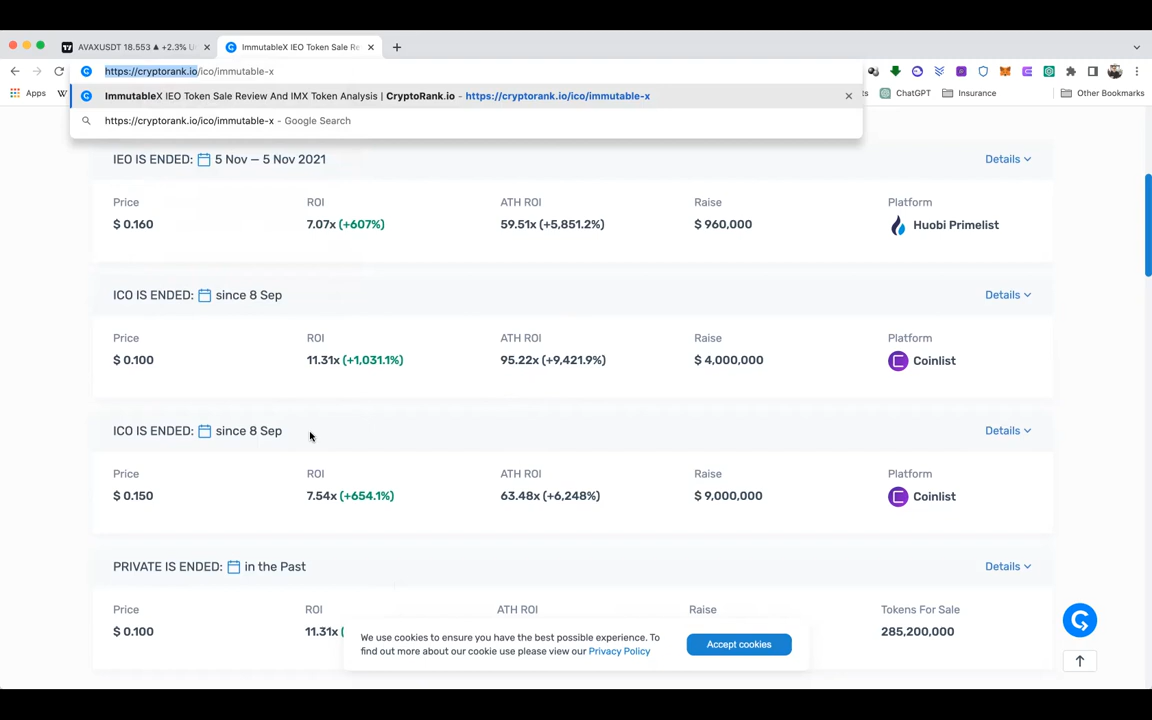 AVAXUSDT 18.553 ▲ +2.3% U
ImmutableX IEO Token Sale Re
https://cryptorank.io/ico/immutable-x
ImmutableX IEO Token Sale Review And IMX Token Analysis | CryptoRank.io - https://cryptorank.io/ico/immutable-x
https://cryptorank.io/ico/immutable-x - Google Search
Apps
ts
ChatGPT
Insurance
Other Bookmarks
IEO IS ENDED: 5 Nov — 5 Nov 2021 Details
Price ROI ATH ROI Raise Platform
$ 0.160 7.07x (+607%) 59.51x (+5,851.2%) $ 960,000 Huobi Primelist
ICO IS ENDED: since 8 Sep Details
Price ROI ATH ROI Raise Platform
$ 0.100 11.31x (+1,031.1%) 95.22x (+9,421.9%) $ 4,000,000 Coinlist
ICO IS ENDED: since 8 Sep Details
Price ROI ATH ROI Raise Platform
$ 0.150 7.54x (+654.1%) 63.48x (+6,248%) $ 9,000,000 Coinlist
PRIVATE IS ENDED: in the Past Details
Price ROI ATH ROI Raise Tokens For Sale
$ 0.100 11.31x ( 285,200,000
We use cookies to ensure you have the best possible experience. To
find out more about our cookie use please view our Privacy Policy
Accept cookies